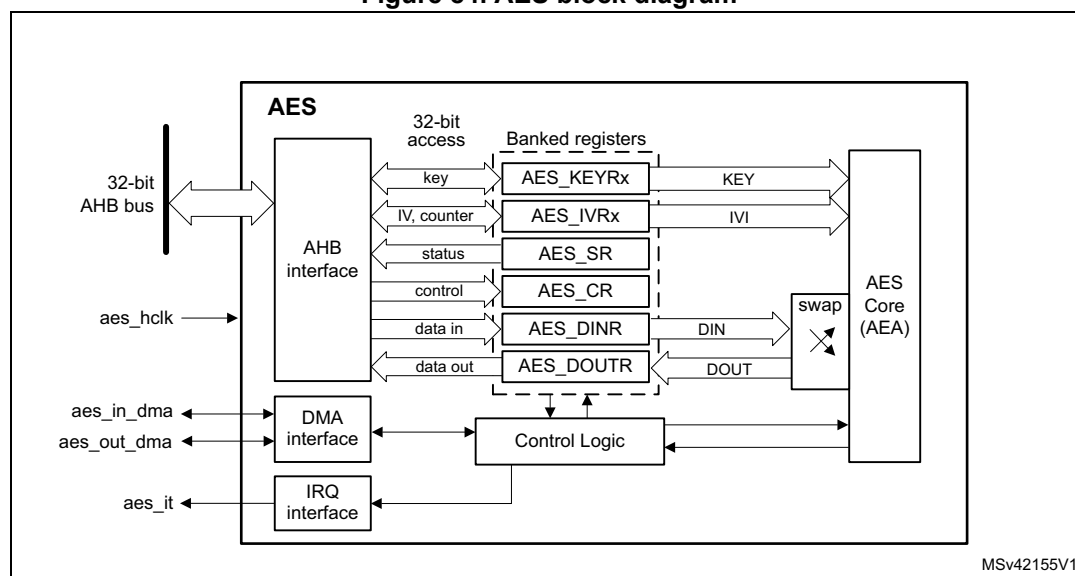 Figure AES block diagram
AES
32-bit
access
Banked registers
32-bit
AHB bus
AHB
interface
key
AES_KEYRx
KEY
IV, counter
AES_IVRx
IVI
status
AES_SR
control
AES_CR
data in
AES_DINR
DIN
data out
AES_DOUTR
DOUT
swap
AES
Core
(AEA)
aes_hclk
aes_in_dma
aes_out_dma
DMA
interface
Control Logic
aes_it
IRQ
interface
MSv42155V1